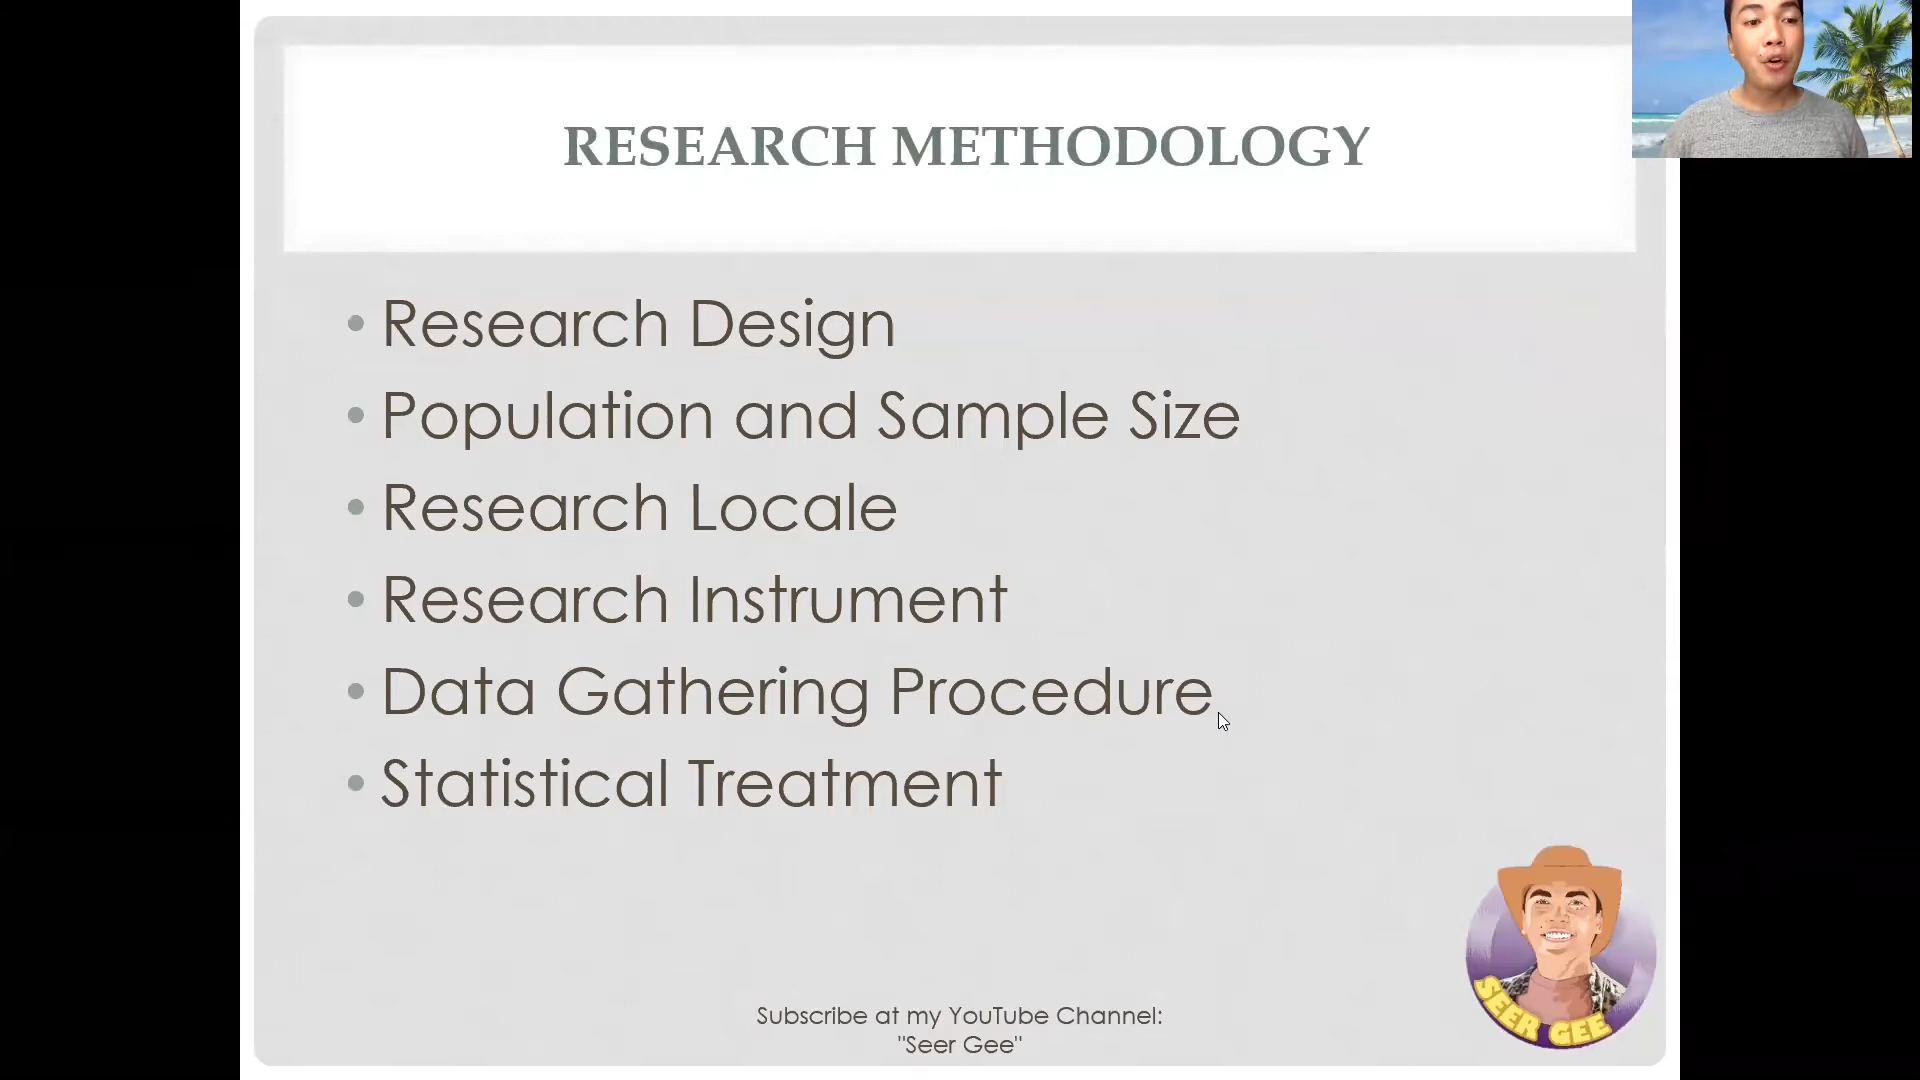 RESEARCH METHODOLOGY
• Research Design
• Population and Sample Size
• Research Locale
• Research Instrument
• Data Gathering Procedure
• Statistical Treatment
SEER GEE
Subscribe at my YouTube Channel:
"Seer Gee"